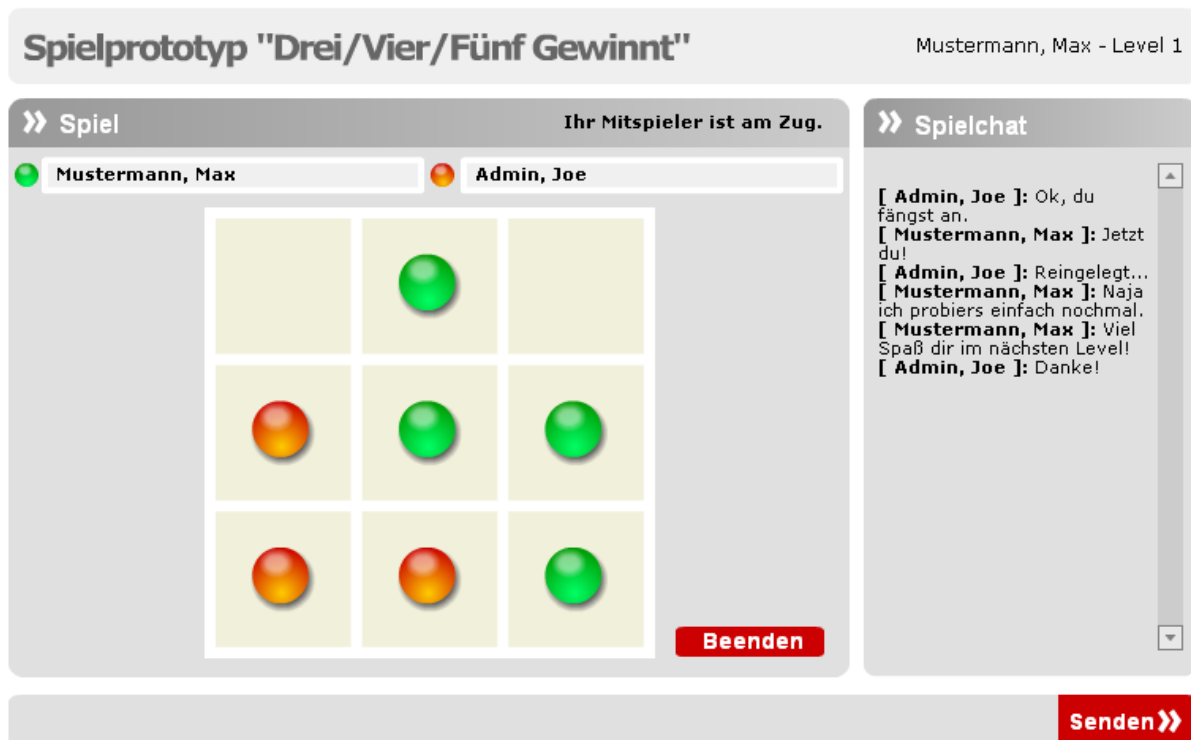 Spielprototyp "Drei/Vier/Fünf Gewinnt"
Mustermann, Max - Level 1
Spiel
Ihr Mitspieler ist am Zug.
Mustermann, Max
Admin, Joe
Beenden
Spielchat
[ Admin, Joe ]: Ok, du
fängst an.
[ Mustermann, Max ]: Jetzt
du!
[ Admin, Joe ]: Reingelegt...
[ Mustermann, Max ]: Naja
ich probiers einfach nochmal.
[ Mustermann, Max ]: Viel
Spaß dir im nächsten Level!
[ Admin, Joe ]: Danke!
Senden